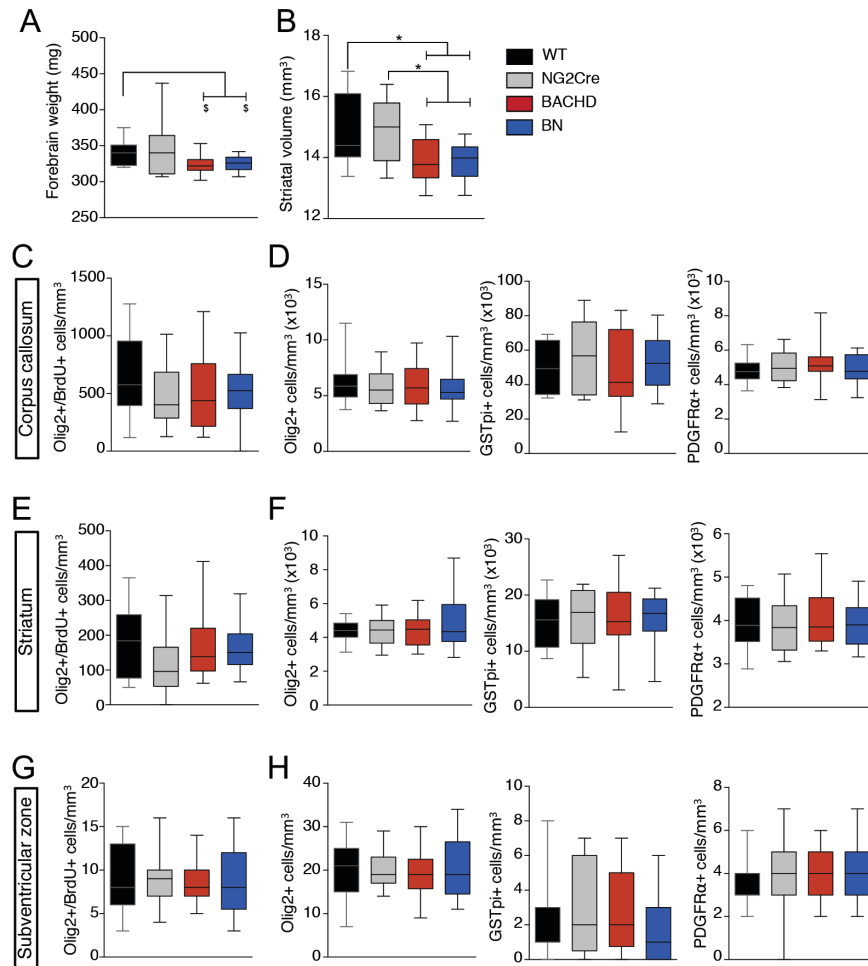 A
Forebrain weight (mg)
450
400
350
300
250
$ $
B
Striatal volume (mm³)
18
16
14
12
*
*
WT
NG2Cre
BACHD
BN
Corpus callosum
C
Olig2+/BrdU+ cells/mm³
1500
1000
500
0
D
Olig2+ cells/mm³ (x10³)
15
10
5
0
GSTpi+ cells/mm³ (x10³)
100
80
60
40
20
0
PDGFRα+ cells/mm³ (x10³)
10
8
6
4
2
0
Striatum
E
Olig2+/BrdU+ cells/mm³
500
400
300
200
100
0
F
Olig2+ cells/mm³ (x10³)
10
8
6
4
2
0
GSTpi+ cells/mm³ (x10³)
30
20
10
0
PDGFRα+ cells/mm³ (x10³)
6
5
4
3
2
Subventricular zone
G
Olig2+/BrdU+ cells/mm³
20
15
10
5
0
H
Olig2+ cells/mm³
40
30
20
10
0
GSTpi+ cells/mm³
10
8
6
4
2
0
PDGFRα+ cells/mm³
8
6
4
2
0